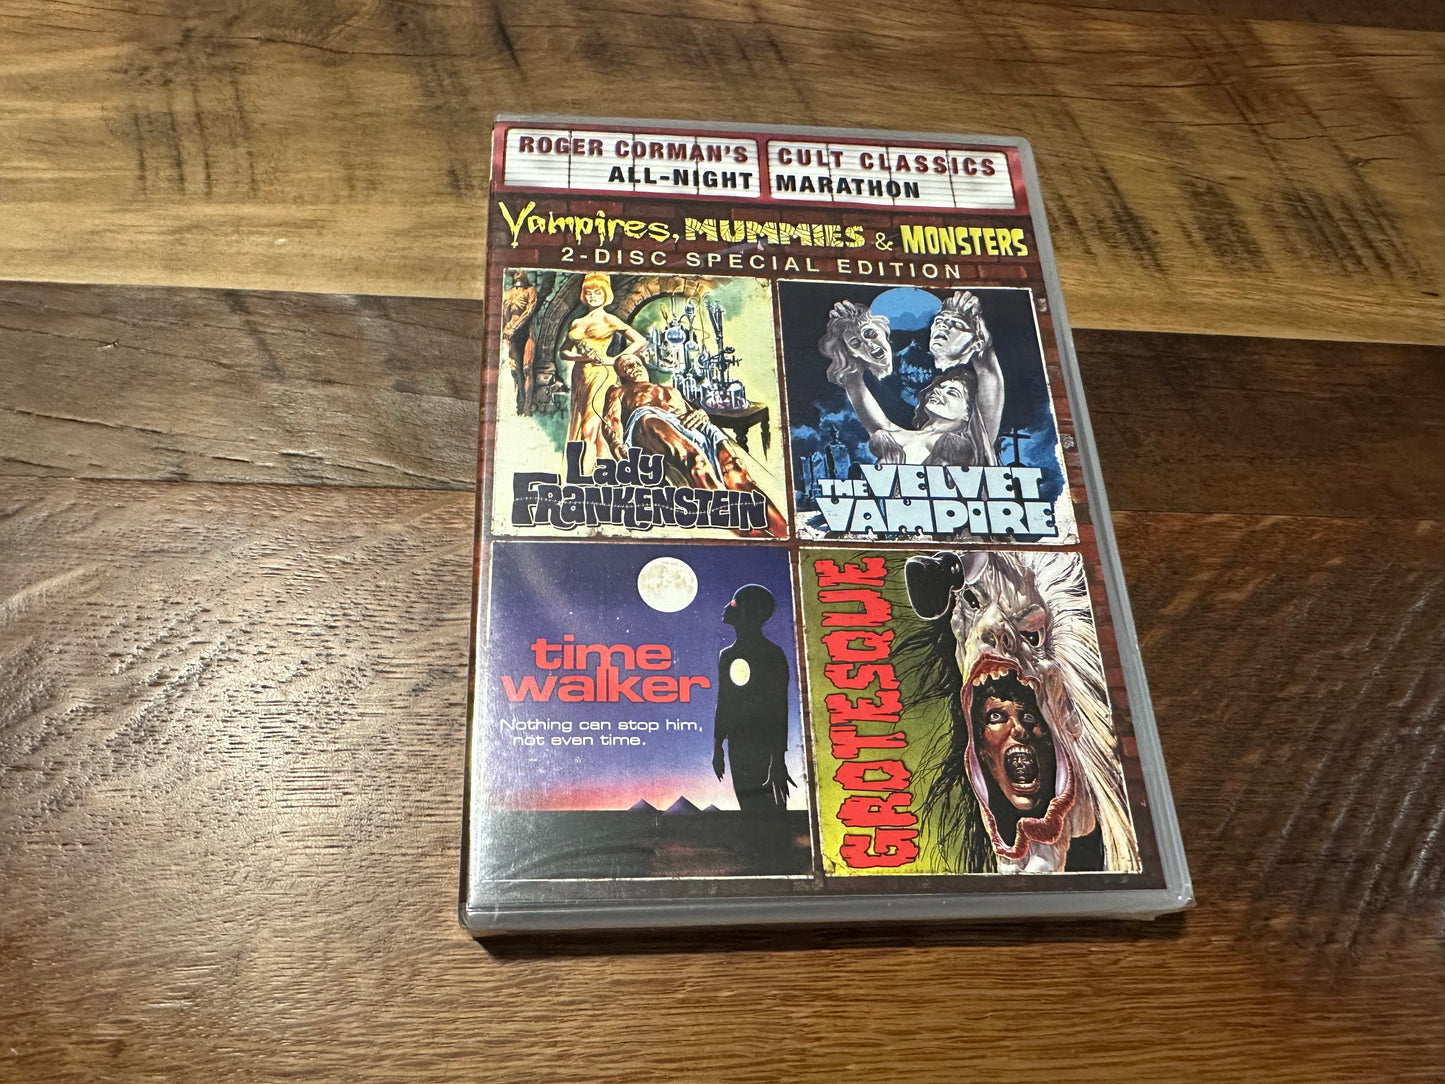 ROGER CORMAN'S CULT CLASSICS
ALL-NIGHT MARATHON
Vampires, MUMMIES & MONSTERS
2-DISC SPECIAL EDITION
Lady
FRANKENSTEIN
THE VELVET
VAMPIRE
time
walker
Nothing can stop him,
not even time.
GROTESQUE